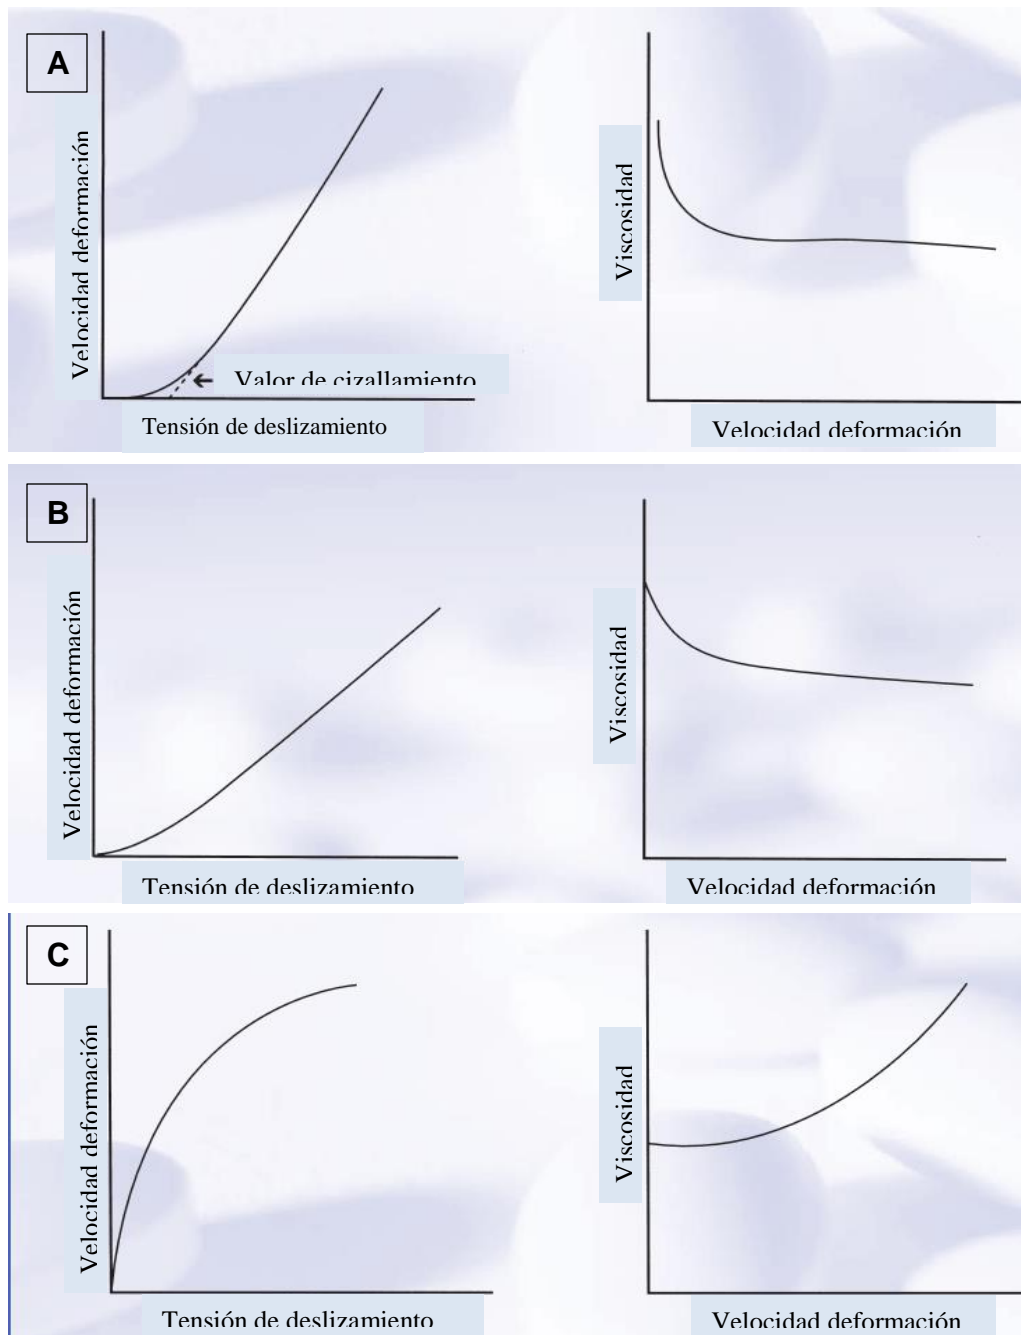 A
Velocidad deformación
Valor de cizallamiento
Tensión de deslizamiento
Viscosidad
Velocidad deformación
B
Velocidad deformación
Tensión de deslizamiento
Viscosidad
Velocidad deformación
C
Velocidad deformación
Tensión de deslizamiento
Viscosidad
Velocidad deformación